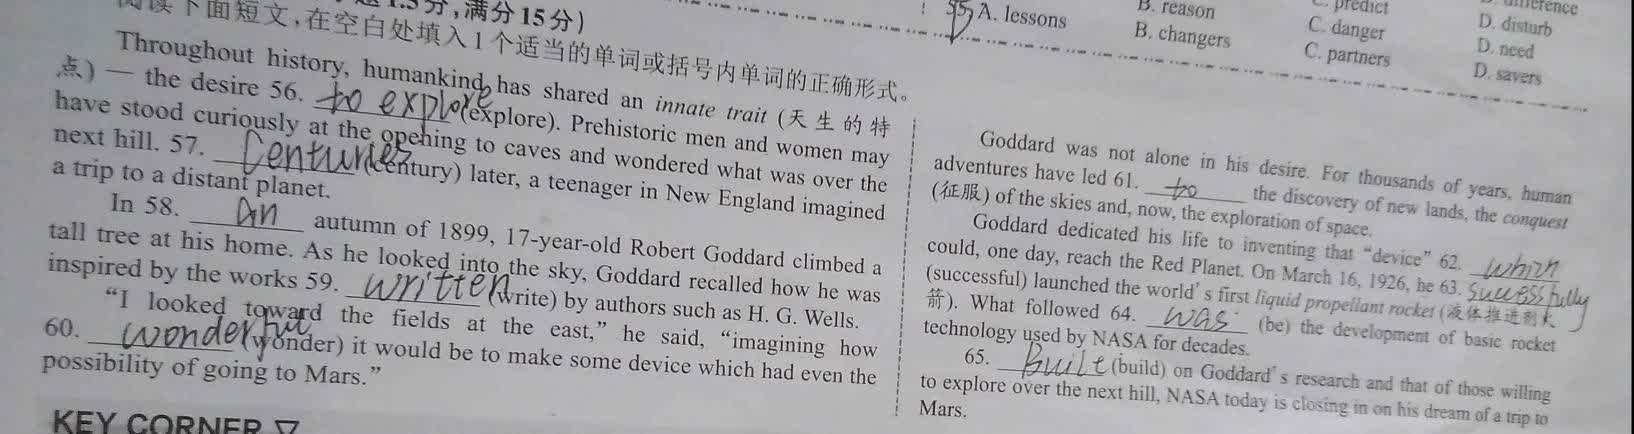 阅读下面短文,在空白处填入1个适当的单词或括号内单词的正确形式。
1.5分,满分15分)
Throughout history, humankind has shared an innate trait (天生的特
点) — the desire 56. to explore (explore). Prehistoric men and women may
have stood curiously at the opening to caves and wondered what was over the
next hill. 57. Centuries (century) later, a teenager in New England imagined
a trip to a distant planet.
In 58. An autumn of 1899, 17-year-old Robert Goddard climbed a
tall tree at his home. As he looked into the sky, Goddard recalled how he was
inspired by the works 59. written (write) by authors such as H. G. Wells.
“I looked toward the fields at the east,” he said, “imagining how
60. wonderful (wonder) it would be to make some device which had even the
possibility of going to Mars.”
KEY CORNER
55 A. lessons
B. reason
C. predict
B. changers
C. danger
D. disturb
C. partners
D. need
D. savers
Goddard was not alone in his desire. For thousands of years, human
adventures have led 61. to the discovery of new lands, the conquest
(征服) of the skies and, now, the exploration of space.
Goddard dedicated his life to inventing that “device” 62. which
could, one day, reach the Red Planet. On March 16, 1926, he 63. successfully
(successful) launched the world's first liquid propellant rocket (液体推进剂火
箭). What followed 64. was (be) the development of basic rocket
technology used by NASA for decades.
65. Built (build) on Goddard's research and that of those willing
to explore over the next hill, NASA today is closing in on his dream of a trip to
Mars.